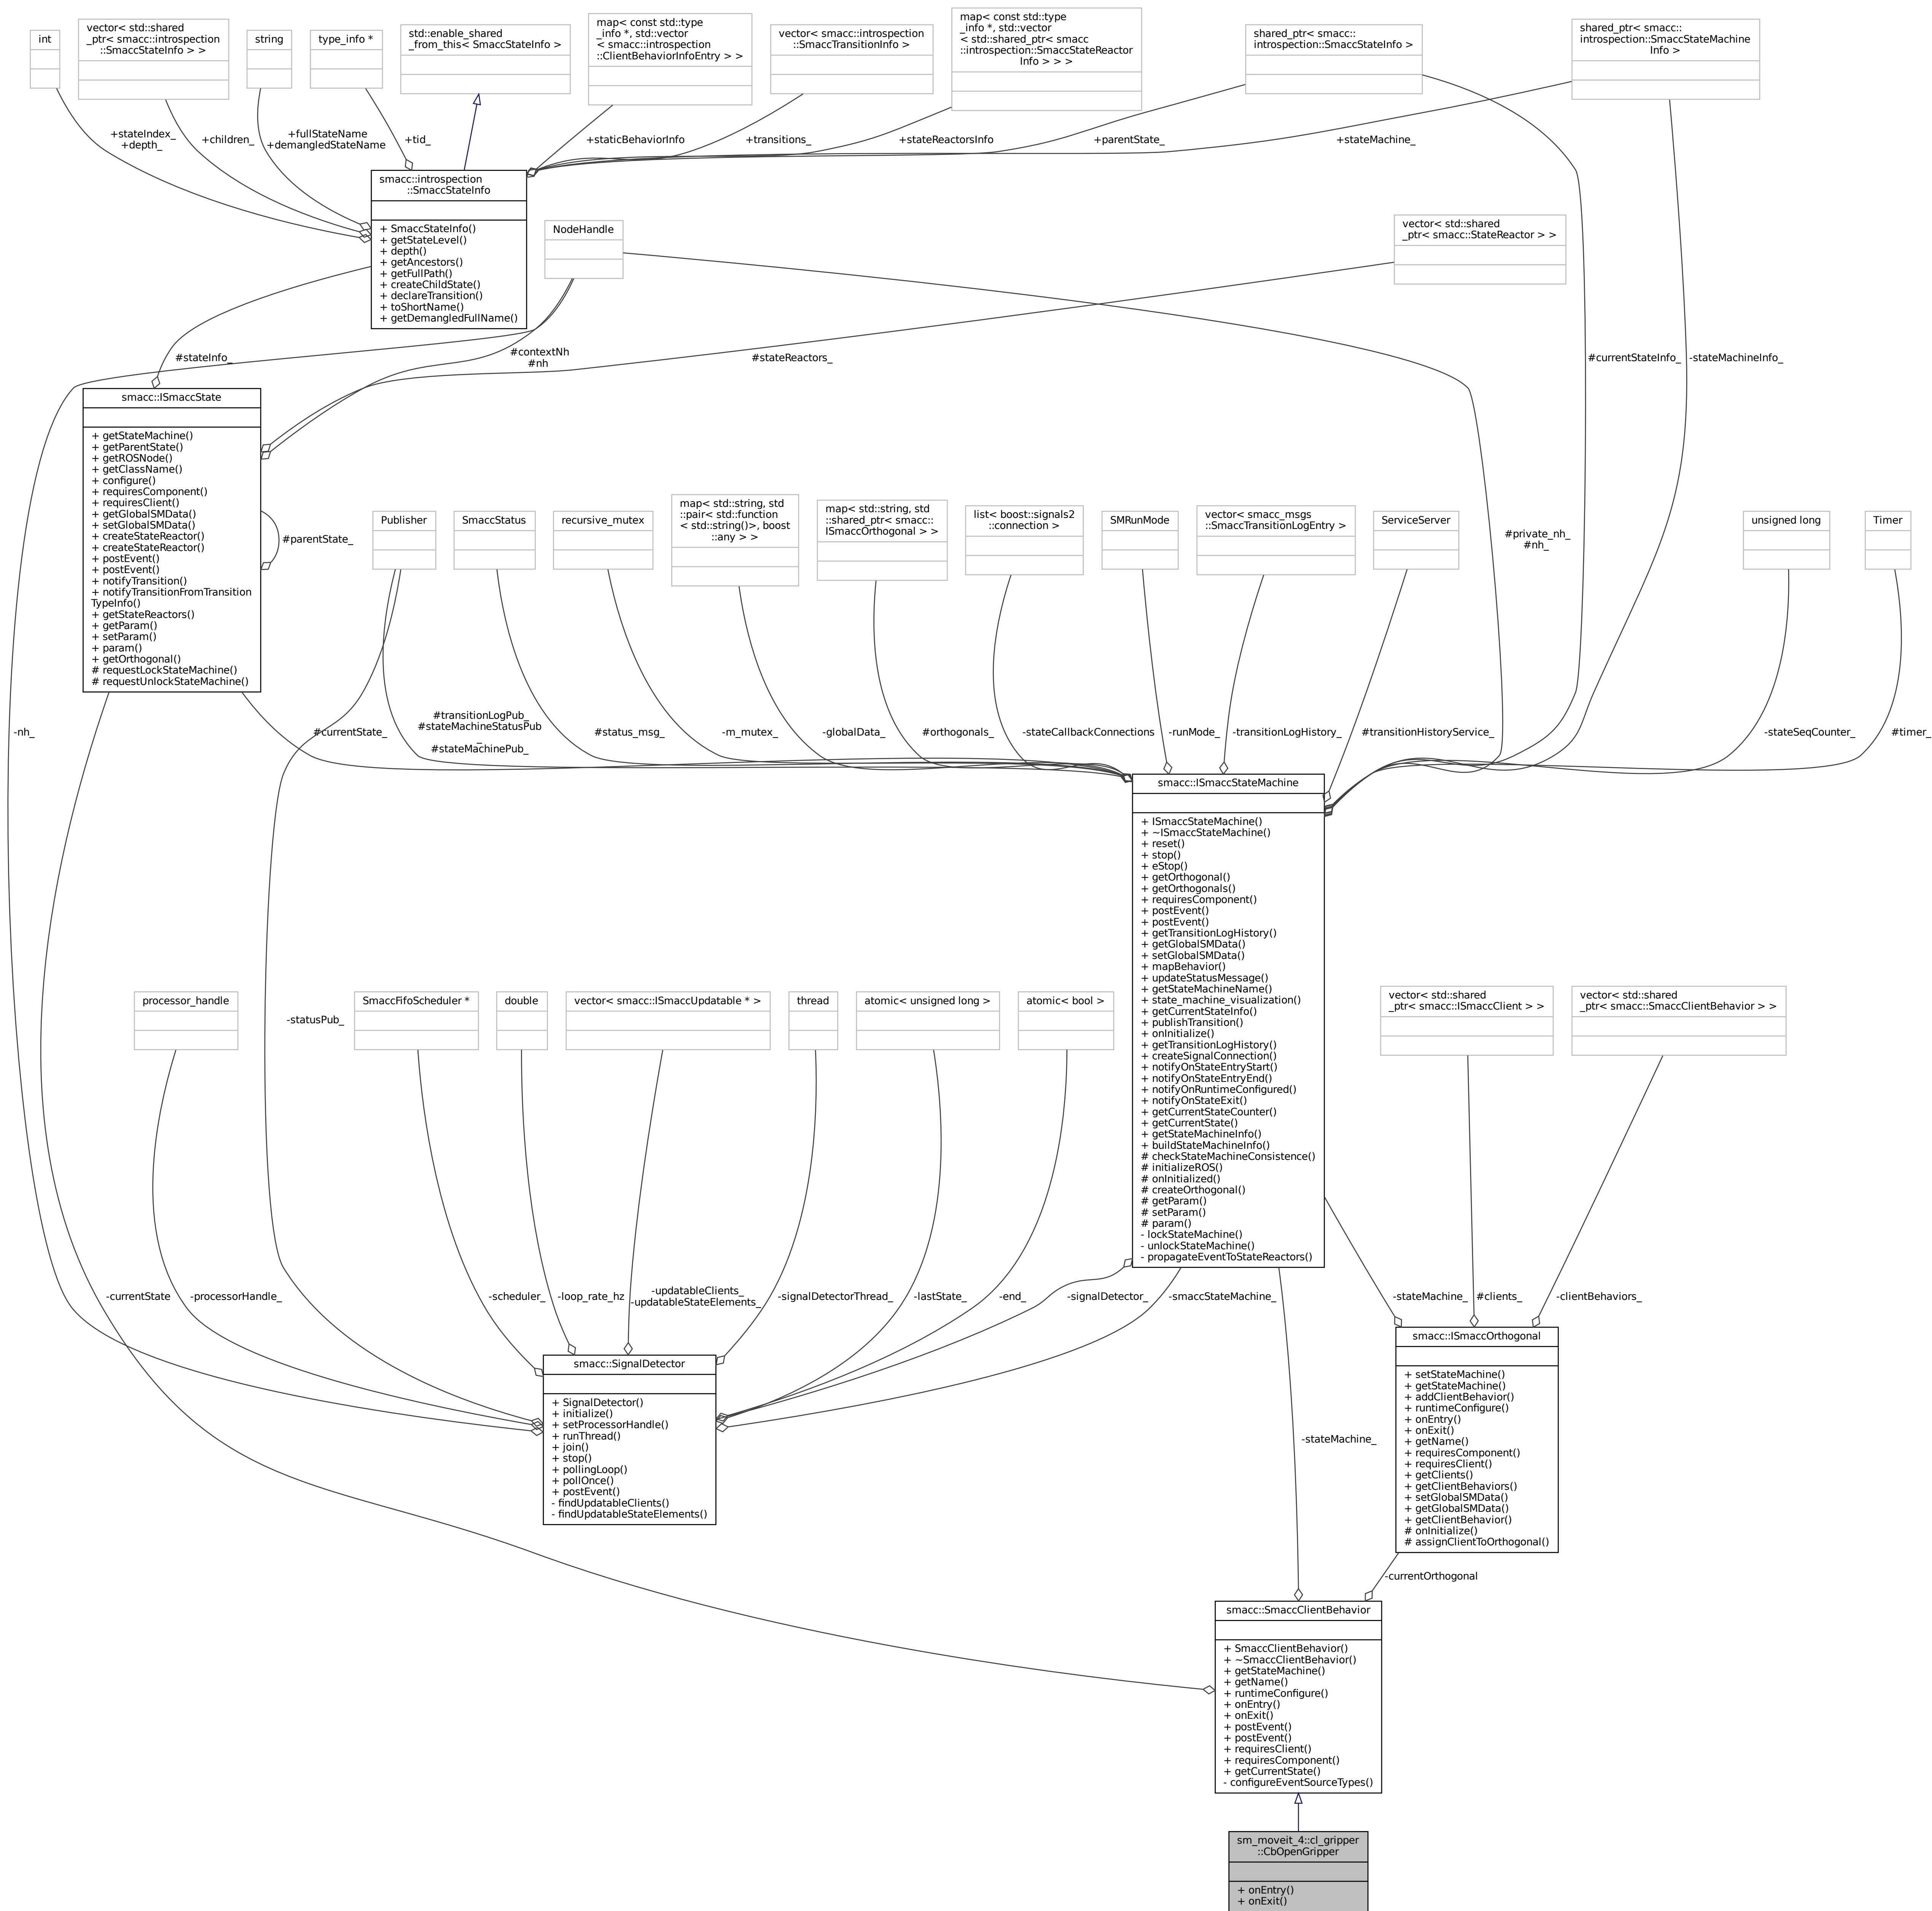 int
vector< std::shared
_ptr< smacc::introspection
::SmaccStateInfo > >
string
type_info *
std::enable_shared
_from_this< SmaccStateInfo >
map< const std::type
_info *, std::vector
< smacc::introspection
::ClientBehaviorInfoEntry > >
vector< smacc::introspection
::SmaccTransitionInfo >
map< const std::type
_info *, std::vector
< std::shared_ptr< smacc
::introspection::SmaccStateReactor
Info > > >
shared_ptr< smacc::
introspection::SmaccStateInfo >
shared_ptr< smacc::
introspection::SmaccStateMachine
Info >
+stateIndex_
+depth_
+children_
+fullStateName
+demangledStateName
+tid_
+staticBehaviorInfo
+transitions_
+stateReactorsInfo
+parentState_
+stateMachine_
smacc::introspection
::SmaccStateInfo
+ SmaccStateInfo()
+ getStateLevel()
+ depth()
+ getAncestors()
+ getFullPath()
+ createChildState()
+ declareTransition()
+ toShortName()
+ getDemangledFullName()
NodeHandle
vector< std::shared
_ptr< smacc::StateReactor > >
#stateInfo_
#contextNh
#nh
#stateReactors_
#currentStateInfo_
-stateMachineInfo_
smacc::ISmaccState
+ getStateMachine()
+ getParentState()
+ getROSNode()
+ getClassName()
+ configure()
+ requiresComponent()
+ requiresClient()
+ getGlobalSMData()
+ setGlobalSMData()
+ createStateReactor()
+ createStateReactor()
+ postEvent()
+ postEvent()
+ notifyTransition()
+ notifyTransitionFromTransition
TypeInfo()
+ getStateReactors()
+ getParam()
+ setParam()
+ param()
+ getOrthogonal()
# requestLockStateMachine()
# requestUnlockStateMachine()
#parentState_
Publisher
SmaccStatus
recursive_mutex
map< std::string, std
::pair< std::function
< std::string()>, boost
::any > >
map< std::string, std
::shared_ptr< smacc::
ISmaccOrthogonal > >
list< boost::signals2
::connection >
SMRunMode
vector< smacc_msgs
::SmaccTransitionLogEntry >
ServiceServer
#private_nh_
#nh_
unsigned long
Timer
-nh_
#currentState_
#transitionLogPub_
#stateMachineStatusPub
_
#stateMachinePub_
#status_msg_
-m_mutex_
-globalData_
#orthogonals_
-stateCallbackConnections
-runMode_
-transitionLogHistory_
#transitionHistoryService_
-stateSeqCounter_
#timer_
smacc::ISmaccStateMachine
+ ISmaccStateMachine()
+ ~ISmaccStateMachine()
+ reset()
+ stop()
+ eStop()
+ getOrthogonal()
+ getOrthogonals()
+ requiresComponent()
+ postEvent()
+ postEvent()
+ getTransitionLogHistory()
+ getGlobalSMData()
+ setGlobalSMData()
+ mapBehavior()
+ updateStatusMessage()
+ getStateMachineName()
+ state_machine_visualization()
+ getCurrentStateInfo()
+ publishTransition()
+ onInitialize()
+ getTransitionLogHistory()
+ createSignalConnection()
+ notifyOnStateEntryStart()
+ notifyOnStateEntryEnd()
+ notifyOnRuntimeConfigured()
+ notifyOnStateExit()
+ getCurrentStateCounter()
+ getCurrentState()
+ getStateMachineInfo()
+ buildStateMachineInfo()
# checkStateMachineConsistence()
# initializeROS()
# onInitialized()
# createOrthogonal()
# getParam()
# setParam()
# param()
- lockStateMachine()
- unlockStateMachine()
- propagateEventToStateReactors()
processor_handle
-statusPub_
SmaccFifoScheduler *
double
vector< smacc::ISmaccUpdatable * >
thread
atomic< unsigned long >
atomic< bool >
vector< std::shared
_ptr< smacc::ISmaccClient > >
vector< std::shared
_ptr< smacc::SmaccClientBehavior > >
-currentState
-processorHandle_
-scheduler_
-loop_rate_hz
-updatableClients_
-updatableStateElements_
-signalDetectorThread_
-lastState_
-end_
-signalDetector_
-smaccStateMachine_
-stateMachine_
#clients_
-clientBehaviors_
smacc::SignalDetector
+ SignalDetector()
+ initialize()
+ setProcessorHandle()
+ runThread()
+ join()
+ stop()
+ pollingLoop()
+ pollOnce()
+ postEvent()
- findUpdatableClients()
- findUpdatableStateElements()
-stateMachine_
smacc::ISmaccOrthogonal
+ setStateMachine()
+ getStateMachine()
+ addClientBehavior()
+ runtimeConfigure()
+ onEntry()
+ onExit()
+ getName()
+ requiresComponent()
+ requiresClient()
+ getClients()
+ getClientBehaviors()
+ setGlobalSMData()
+ getGlobalSMData()
+ getClientBehavior()
# onInitialize()
# assignClientToOrthogonal()
-currentOrthogonal
smacc::SmaccClientBehavior
+ SmaccClientBehavior()
+ ~SmaccClientBehavior()
+ getStateMachine()
+ getName()
+ runtimeConfigure()
+ onEntry()
+ onExit()
+ postEvent()
+ postEvent()
+ requiresClient()
+ requiresComponent()
+ getCurrentState()
- configureEventSourceTypes()
sm_moveit_4::cl_gripper
::CbOpenGripper
+ onEntry()
+ onExit()